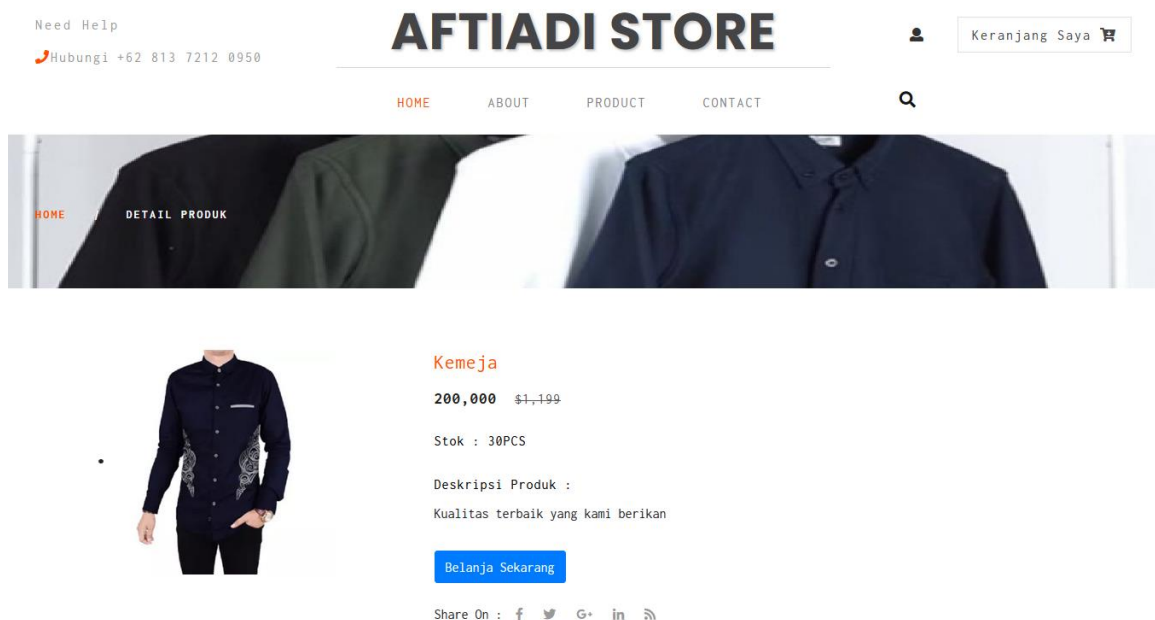 Need Help
Hubungi +62 813 7212 0950
AFTIADI STORE
Keranjang Saya
HOME ABOUT PRODUCT CONTACT
HOME / DETAIL PRODUK
Kemeja
200,000 $1,199
Stok : 30PCS
Deskripsi Produk :
Kualitas terbaik yang kami berikan
Belanja Sekarang
Share On :